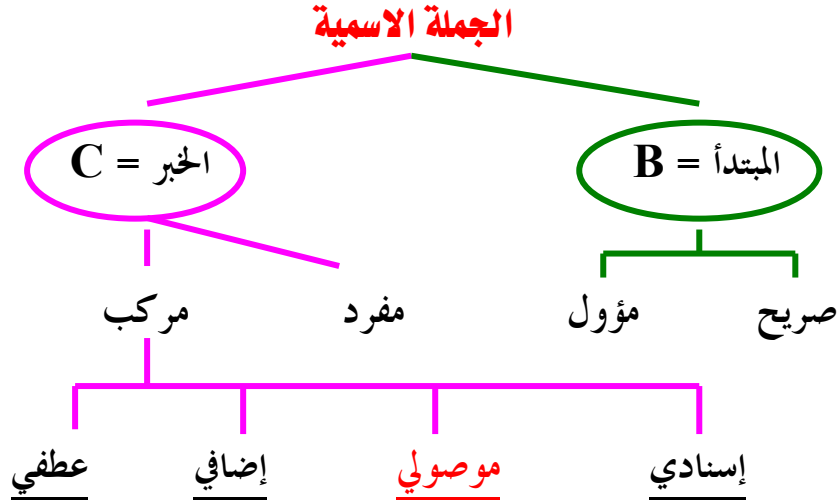 الجملة الاسمية
المبتدأ = B
الخبر = C
صريح
مؤول
مفرد
مركب
إسنادي
موصولي
إضافي
عطفي